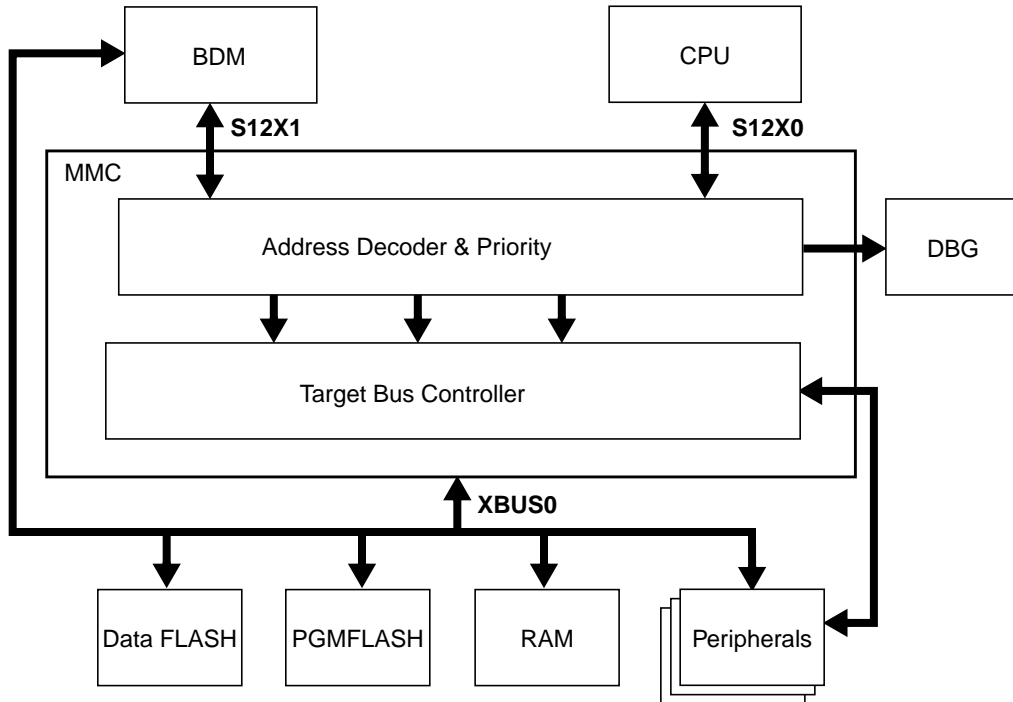 BDM
CPU
S12X1
S12X0
MMC
Address Decoder & Priority
DBG
Target Bus Controller
XBUS0
Data FLASH
PGMFLASH
RAM
Peripherals